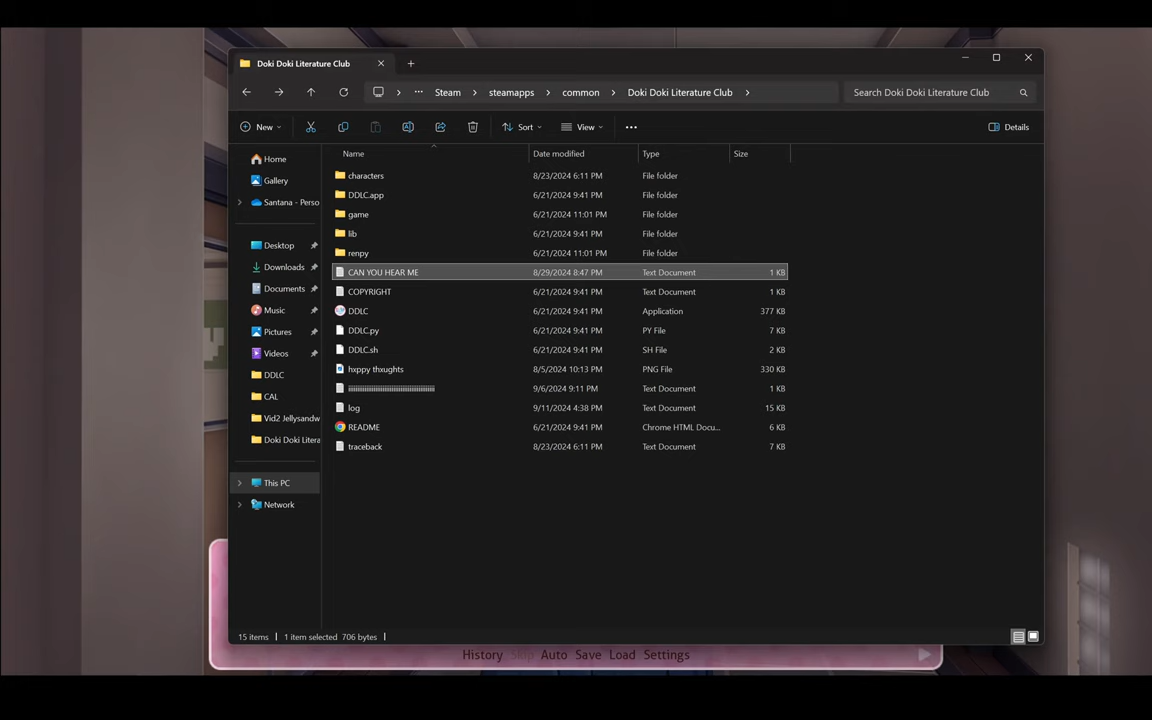 Doki Doki Literature Club
Steam steamapps common Doki Doki Literature Club Search Doki Doki Literature Club
New Sort View Details
Name Date modified Type Size
Home
Gallery
Santana - Perso
Desktop
Downloads
Documents
Music
Pictures
Videos
DDLC
CAL
Vid2 Jellysandw
Doki Doki Litera
This PC
Network
characters 8/23/2024 6:11 PM File folder
DDLC.app 6/21/2024 9:41 PM File folder
game 6/21/2024 11:01 PM File folder
lib 6/21/2024 9:41 PM File folder
renpy 6/21/2024 11:01 PM File folder
CAN YOU HEAR ME 8/29/2024 8:47 PM Text Document 1 KB
COPYRIGHT 6/21/2024 9:41 PM Text Document 1 KB
DDLC 6/21/2024 9:41 PM Application 377 KB
DDLC.py 6/21/2024 9:41 PM PY File 7 KB
DDLC.sh 6/21/2024 9:41 PM SH File 2 KB
hxppy thxughts 8/5/2024 10:13 PM PNG File 330 KB
9/6/2024 9:11 PM Text Document 1 KB
log 9/11/2024 4:38 PM Text Document 15 KB
README 6/21/2024 9:41 PM Chrome HTML Docu... 6 KB
traceback 8/23/2024 6:11 PM Text Document 7 KB
15 items 1 item selected 706 bytes
History Skip Auto Save Load Settings